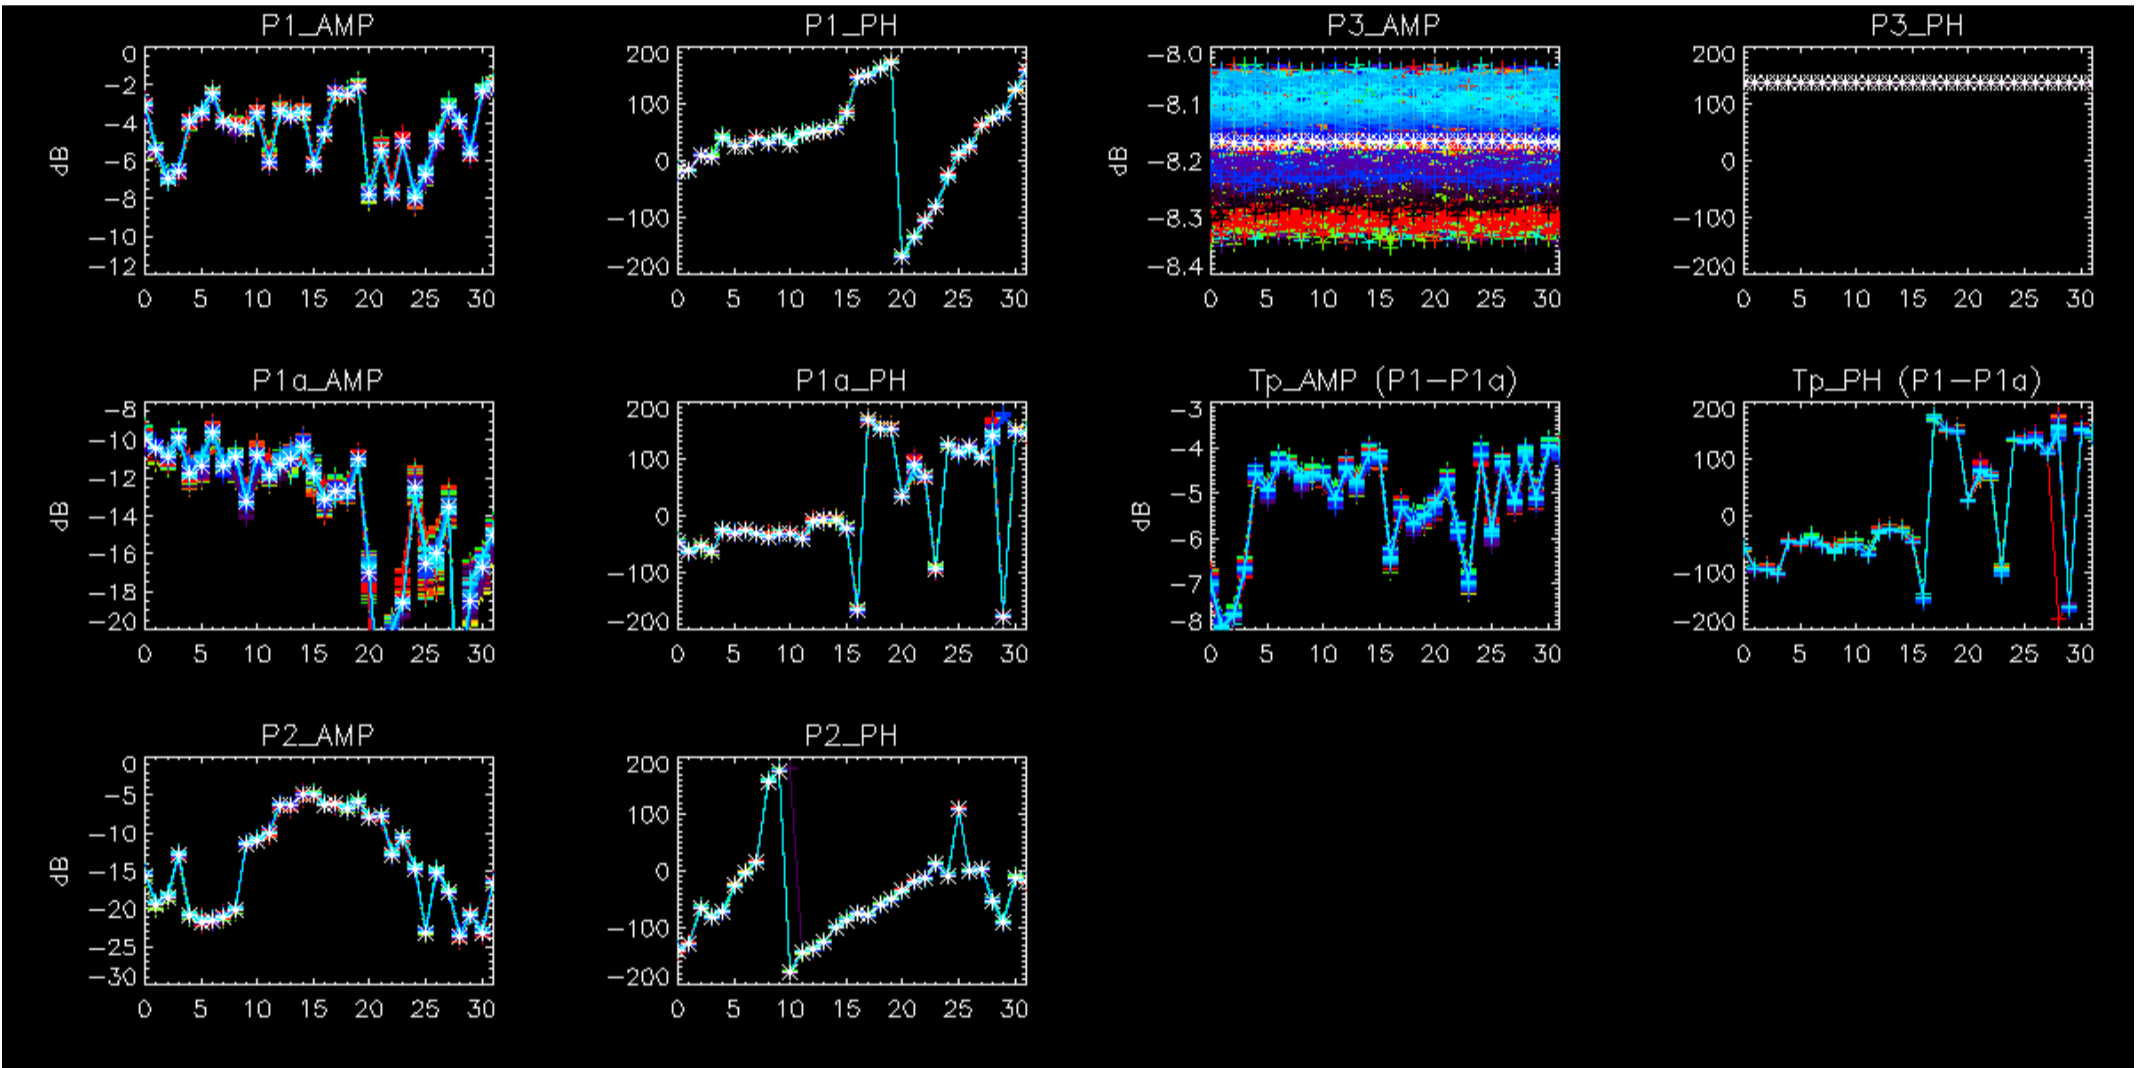 P1_AMP
P1_PH
P3_AMP
P3_PH
0
−2
−4
−6
−8
−10
−12
dB
0 5 10 15 20 25 30
200
100
0
−100
−200
0 5 10 15 20 25 30
−8.0
−8.1
−8.2
−8.3
−8.4
dB
0 5 10 15 20 25 30
200
100
0
−100
−200
0 5 10 15 20 25 30
P1a_AMP
P1a_PH
Tp_AMP (P1−P1a)
Tp_PH (P1−P1a)
−8
−10
−12
−14
−16
−18
−20
dB
0 5 10 15 20 25 30
200
100
0
−100
−200
0 5 10 15 20 25 30
−3
−4
−5
−6
−7
−8
dB
0 5 10 15 20 25 30
200
100
0
−100
−200
0 5 10 15 20 25 30
P2_AMP
P2_PH
0
−5
−10
−15
−20
−25
−30
dB
0 5 10 15 20 25 30
200
100
0
−100
−200
0 5 10 15 20 25 30